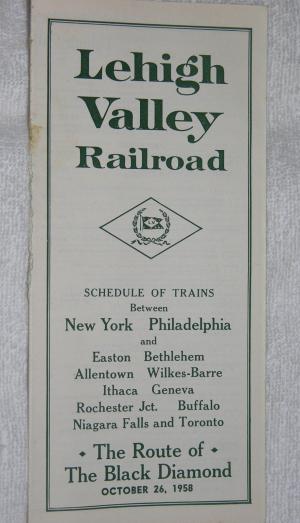 Lehigh
Valley
Railroad
SCHEDULE OF TRAINS
Between
New York Philadelphia
and
Easton Bethlehem
Allentown Wilkes-Barre
Ithaca Geneva
Rochester Jct. Buffalo
Niagara Falls and Toronto
The Route of
The Black Diamond
OCTOBER 26, 1958